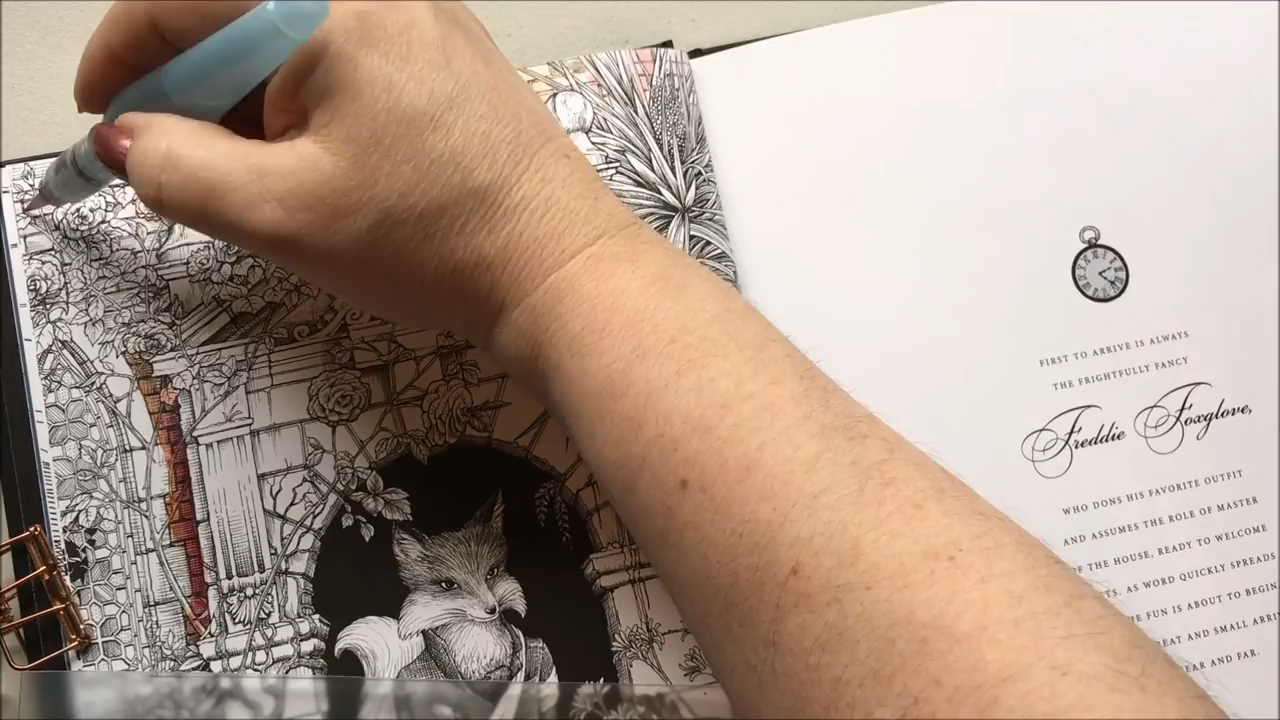 FIRST TO ARRIVE IS ALWAYS
THE FRIGHTFULLY FANCY
Freddie Foxglove,
WHO DONS HIS FAVORITE OUTFIT
AND ASSUMES THE ROLE OF MASTER
OF THE HOUSE, READY TO WELCOME
AS WORD QUICKLY SPREADS
FUN IS ABOUT TO BEGIN
AND SMALL
AND FAR.